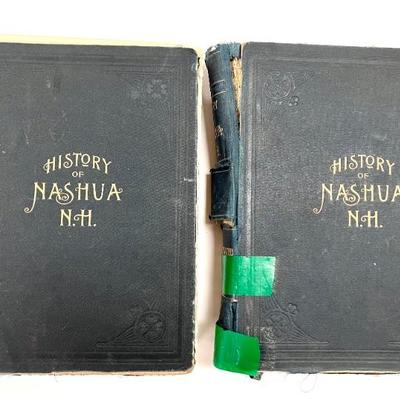 HISTORY
OF
NASHUA
N.H.
HISTORY
OF
NASHUA
N.H.